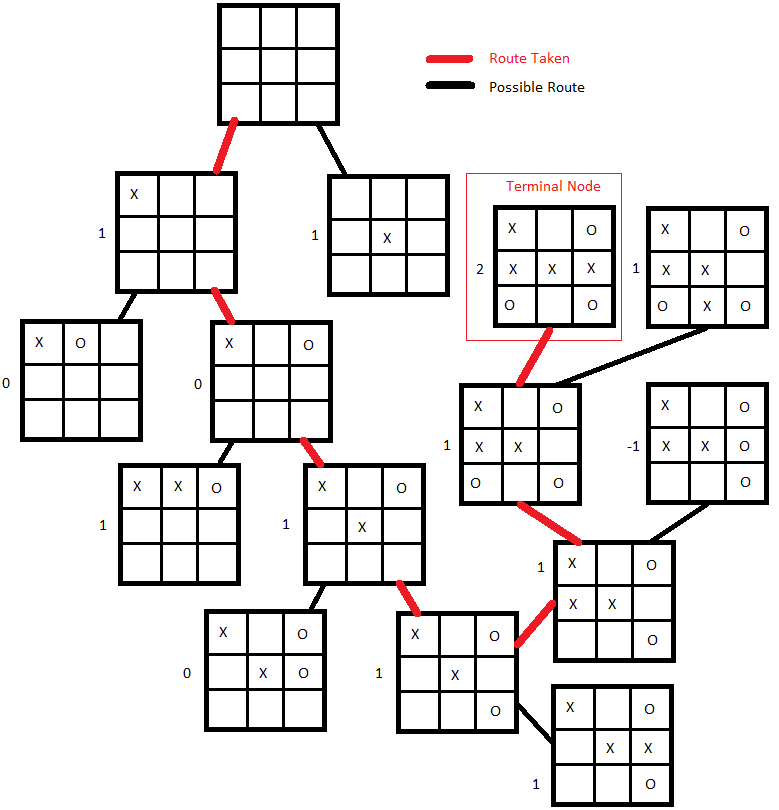 Route Taken
Possible Route
X
1
1
X
Terminal Node
X O
2 X X X
O O
X O
1 X X
O X O
X O
0
X O
0
X O
1 X X
O O
X O
-1 X X O
O
X X O
1
X O
1 X
X O
1 X X
O
X O
0 X O
X O
1 X
O
X O
X X
1 O